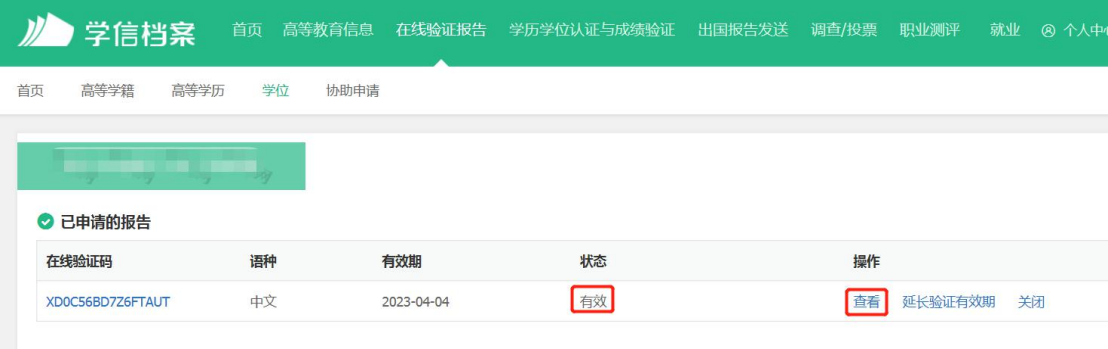 学信档案 首页 高等教育信息 在线验证报告 学历学位认证与成绩验证 出国报告发送 调查/投票 职业测评 就业 个人中
首页 高等学籍 高等学历 学位 协助申请
已申请的报告
在线验证码 语种 有效期 状态 操作
XD0C56BD7Z6FTAUT 中文 2023-04-04 有效 查看 延长验证有效期 关闭